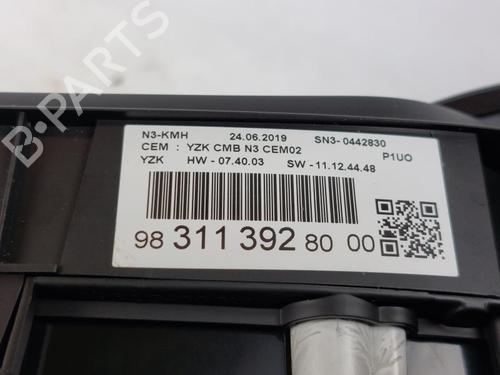 N3-KMH 24.06.2019 SN3- 0442830
CEM : YZK CMB N3 CEM02 P1UO
YZK HW - 07.40.03 SW - 11.12.44.48
98 311 392 80 00